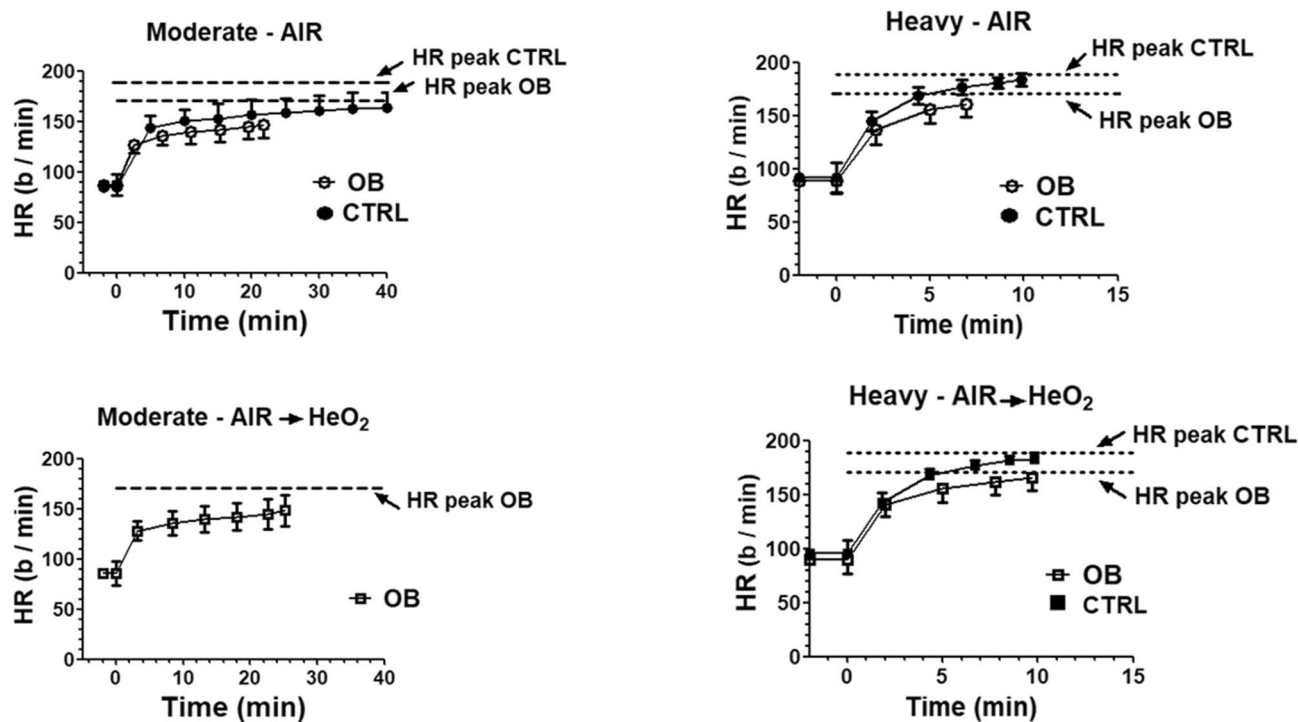 Moderate - AIR
HR peak CTRL
HR peak OB
200
150
100
50
0
HR (b / min)
OB
CTRL
0 10 20 30 40
Time (min)
Heavy - AIR
HR peak CTRL
HR peak OB
200
150
100
50
0
HR (b / min)
OB
CTRL
0 5 10 15
Time (min)
Moderate - AIR → HeO₂
HR peak OB
200
150
100
50
0
HR (b / min)
OB
0 10 20 30 40
Time (min)
Heavy - AIR → HeO₂
HR peak CTRL
HR peak OB
200
150
100
50
0
HR (b / min)
OB
CTRL
0 5 10 15
Time (min)